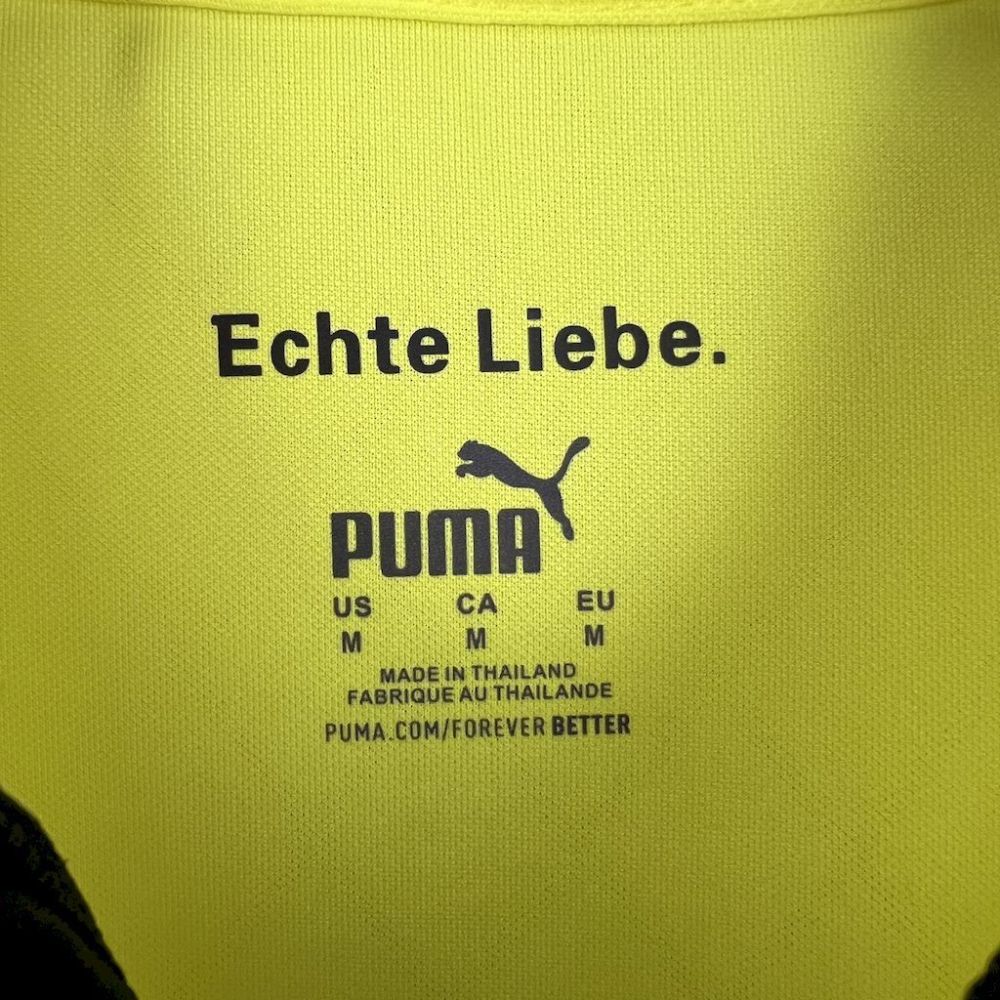 Echte Liebe.
PUMA
US CA EU
M M M
MADE IN THAILAND
FABRIQUE AU THAILANDE
PUMA.COM/FOREVER BETTER